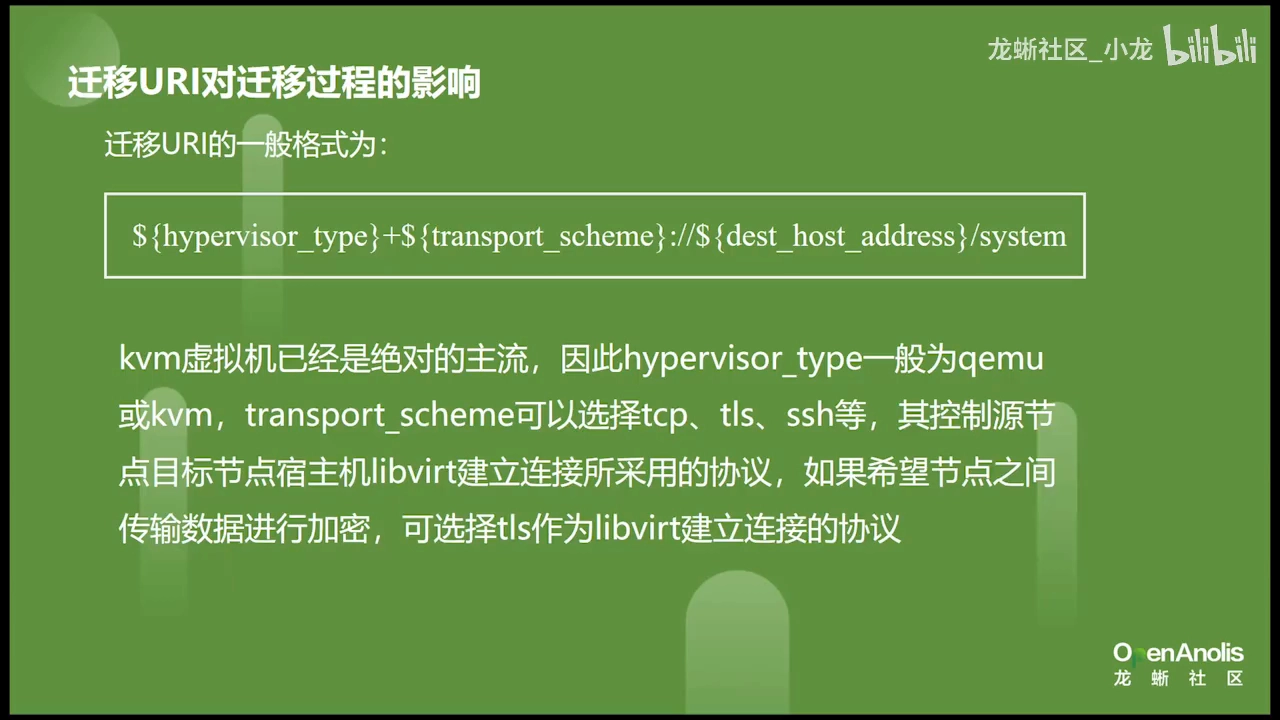 龙蜥社区_小龙 bilibili
迁移URI对迁移过程的影响
迁移URI的一般格式为：
${hypervisor_type}+${transport_scheme}://${dest_host_address}/system
kvm虚拟机已经是绝对的主流，因此hypervisor_type一般为qemu
或kvm，transport_scheme可以选择tcp、tls、ssh等，其控制源节
点目标节点宿主机libvirt建立连接所采用的协议，如果希望节点之间
传输数据进行加密，可选择tls作为libvirt建立连接的协议
OpenAnolis
龙蜥社区